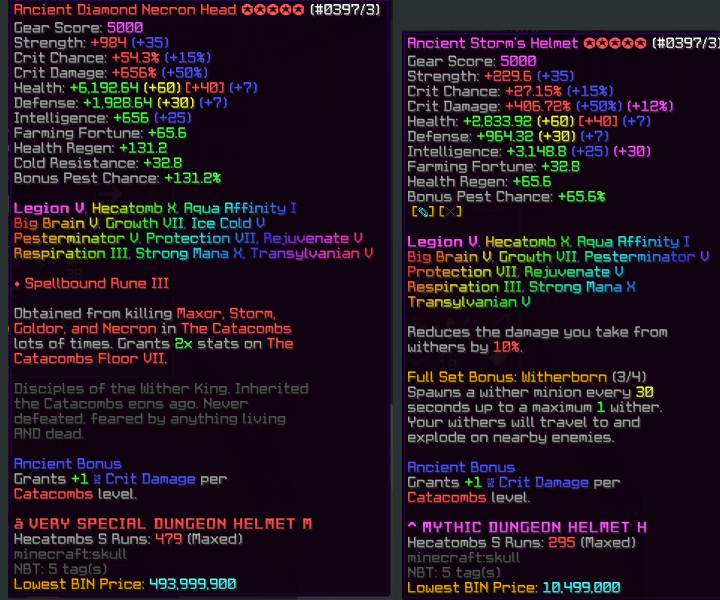 Ancient Diamond Necron Head ✪✪✪✪✪ (#0397/3)
Gear Score: 5000
Strength: +984 (+35)
Crit Chance: +54.3% (+15%)
Crit Damage: +656% (+50%)
Health: +6,192.64 (+60) [+40] (+7)
Defense: +1,928.64 (+30) (+7)
Intelligence: +656 (+25)
Farming Fortune: +65.6
Health Regen: +131.2
Cold Resistance: +32.8
Bonus Pest Chance: +131.2%
Legion V, Hecatomb X, Aqua Affinity I
Big Brain V, Growth VII, Ice Cold V
Pesterminator V, Protection VII, Rejuvenate V
Respiration III, Strong Mana X, Transylvanian V
♦ Spellbound Rune III
Obtained from killing Maxor, Storm,
Goldor, and Necron in The Catacombs
lots of times. Grants 2x stats on The
Catacombs Floor VII.
Disciples of the Wither King. Inherited
the Catacombs eons ago. Never
defeated, feared by anything living
AND dead.
Ancient Bonus
Grants +1 Crit Damage per
Catacombs level.
â VERY SPECIAL DUNGEON HELMET M
Hecatombs S Runs: 479 (Maxed)
minecraft:skull
NBT: 5 tag(s)
Lowest BIN Price: 493,999,900
Ancient Storm's Helmet ✪✪✪✪✪ (#0397/3)
Gear Score: 5000
Strength: +229.6 (+35)
Crit Chance: +27.15% (+15%)
Crit Damage: +406.72% (+50%) (+12%)
Health: +2,833.92 (+60) [+40] (+7)
Defense: +964.32 (+30) (+7)
Intelligence: +3,148.8 (+25) (+30)
Farming Fortune: +32.8
Health Regen: +65.6
Bonus Pest Chance: +65.6%
[✎] [⚔]
Legion V, Hecatomb X, Aqua Affinity I
Big Brain V, Growth VII, Pesterminator V
Protection VII, Rejuvenate V
Respiration III, Strong Mana X
Transylvanian V
Reduces the damage you take from
withers by 10%.
Full Set Bonus: Witherborn (3/4)
Spawns a wither minion every 30
seconds up to a maximum 1 wither.
Your withers will travel to and
explode on nearby enemies.
Ancient Bonus
Grants +1 Crit Damage per
Catacombs level.
^ MYTHIC DUNGEON HELMET H
Hecatombs S Runs: 295 (Maxed)
minecraft:skull
NBT: 5 tag(s)
Lowest BIN Price: 10,499,000